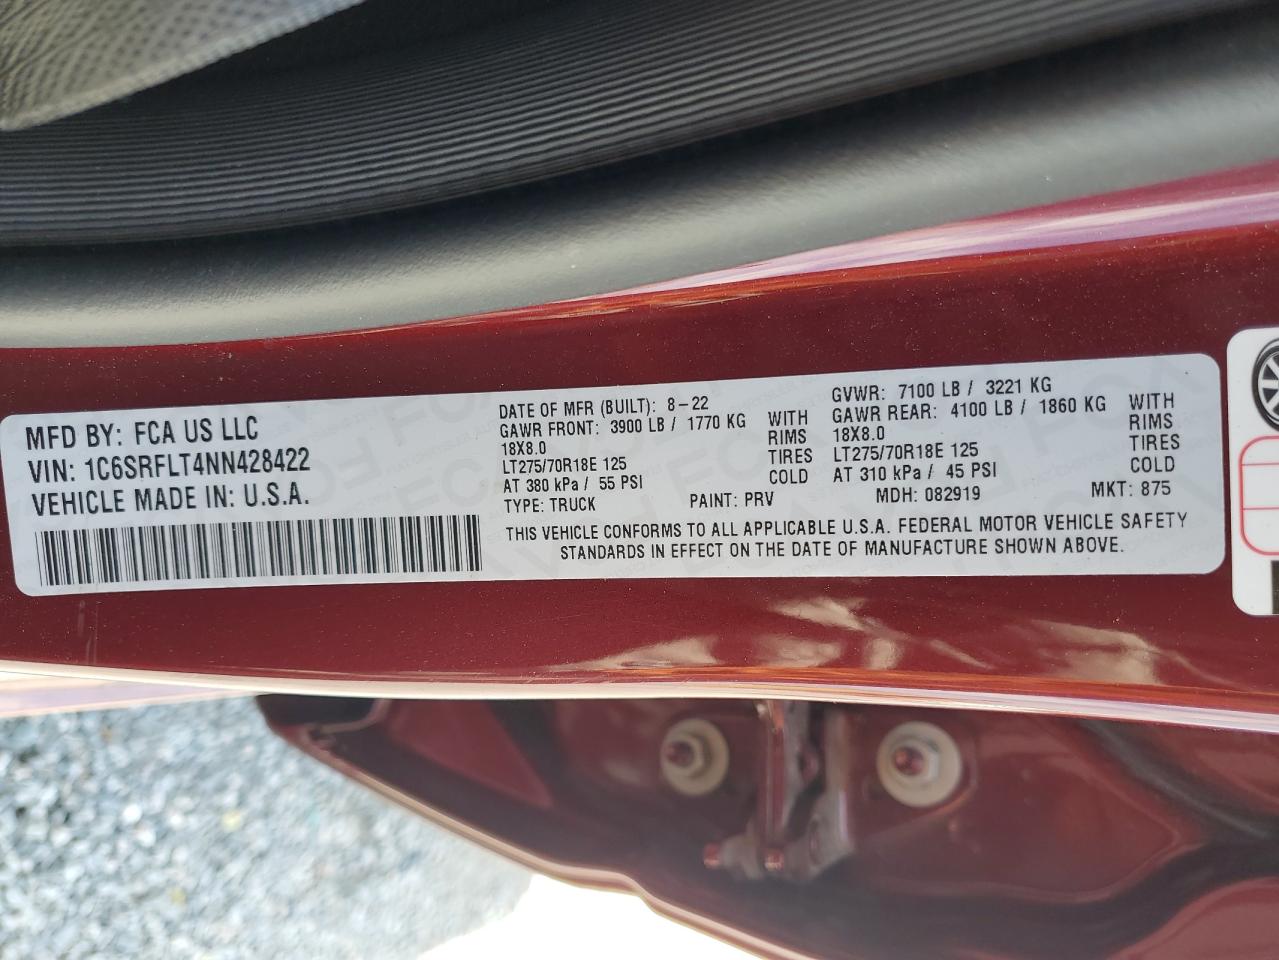 MFD BY: FCA US LLC
VIN: 1C6SRFLT4NN428422
VEHICLE MADE IN: U.S.A.
DATE OF MFR (BUILT): 8-22
GAWR FRONT: 3900 LB / 1770 KG WITH
18X8.0 RIMS
LT275/70R18E 125 TIRES
AT 380 kPa / 55 PSI COLD
TYPE: TRUCK PAINT: PRV
GVWR: 7100 LB / 3221 KG
GAWR REAR: 4100 LB / 1860 KG WITH
18X8.0 RIMS
LT275/70R18E 125 TIRES
AT 310 kPa / 45 PSI COLD
MDH: 082919 MKT: 875
THIS VEHICLE CONFORMS TO ALL APPLICABLE U.S.A. FEDERAL MOTOR VEHICLE SAFETY
STANDARDS IN EFFECT ON THE DATE OF MANUFACTURE SHOWN ABOVE.